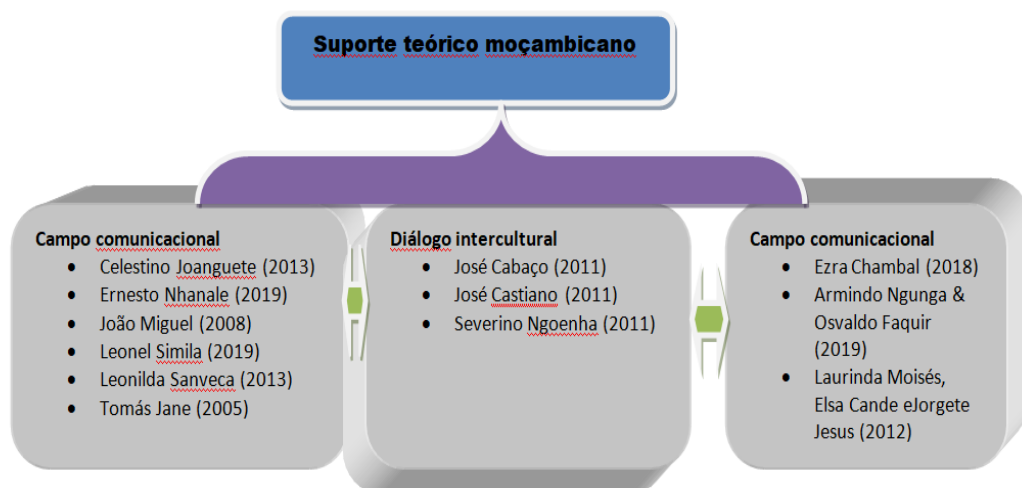 Suporte teórico moçambicano
Campo comunicacional
• Celestino Joanguete (2013)
• Ernesto Nhanale (2019)
• João Miguel (2008)
• Leonel Simila (2019)
• Leonilda Sanveca (2013)
• Tomás Jane (2005)
Diálogo intercultural
• José Cabaço (2011)
• José Castiano (2011)
• Severino Ngoenha (2011)
Campo comunicacional
• Ezra Chambal (2018)
• Armindo Ngunga &
Osvaldo Faquir
(2019)
• Laurinda Moisés,
Elsa Cande eJorgete
Jesus (2012)